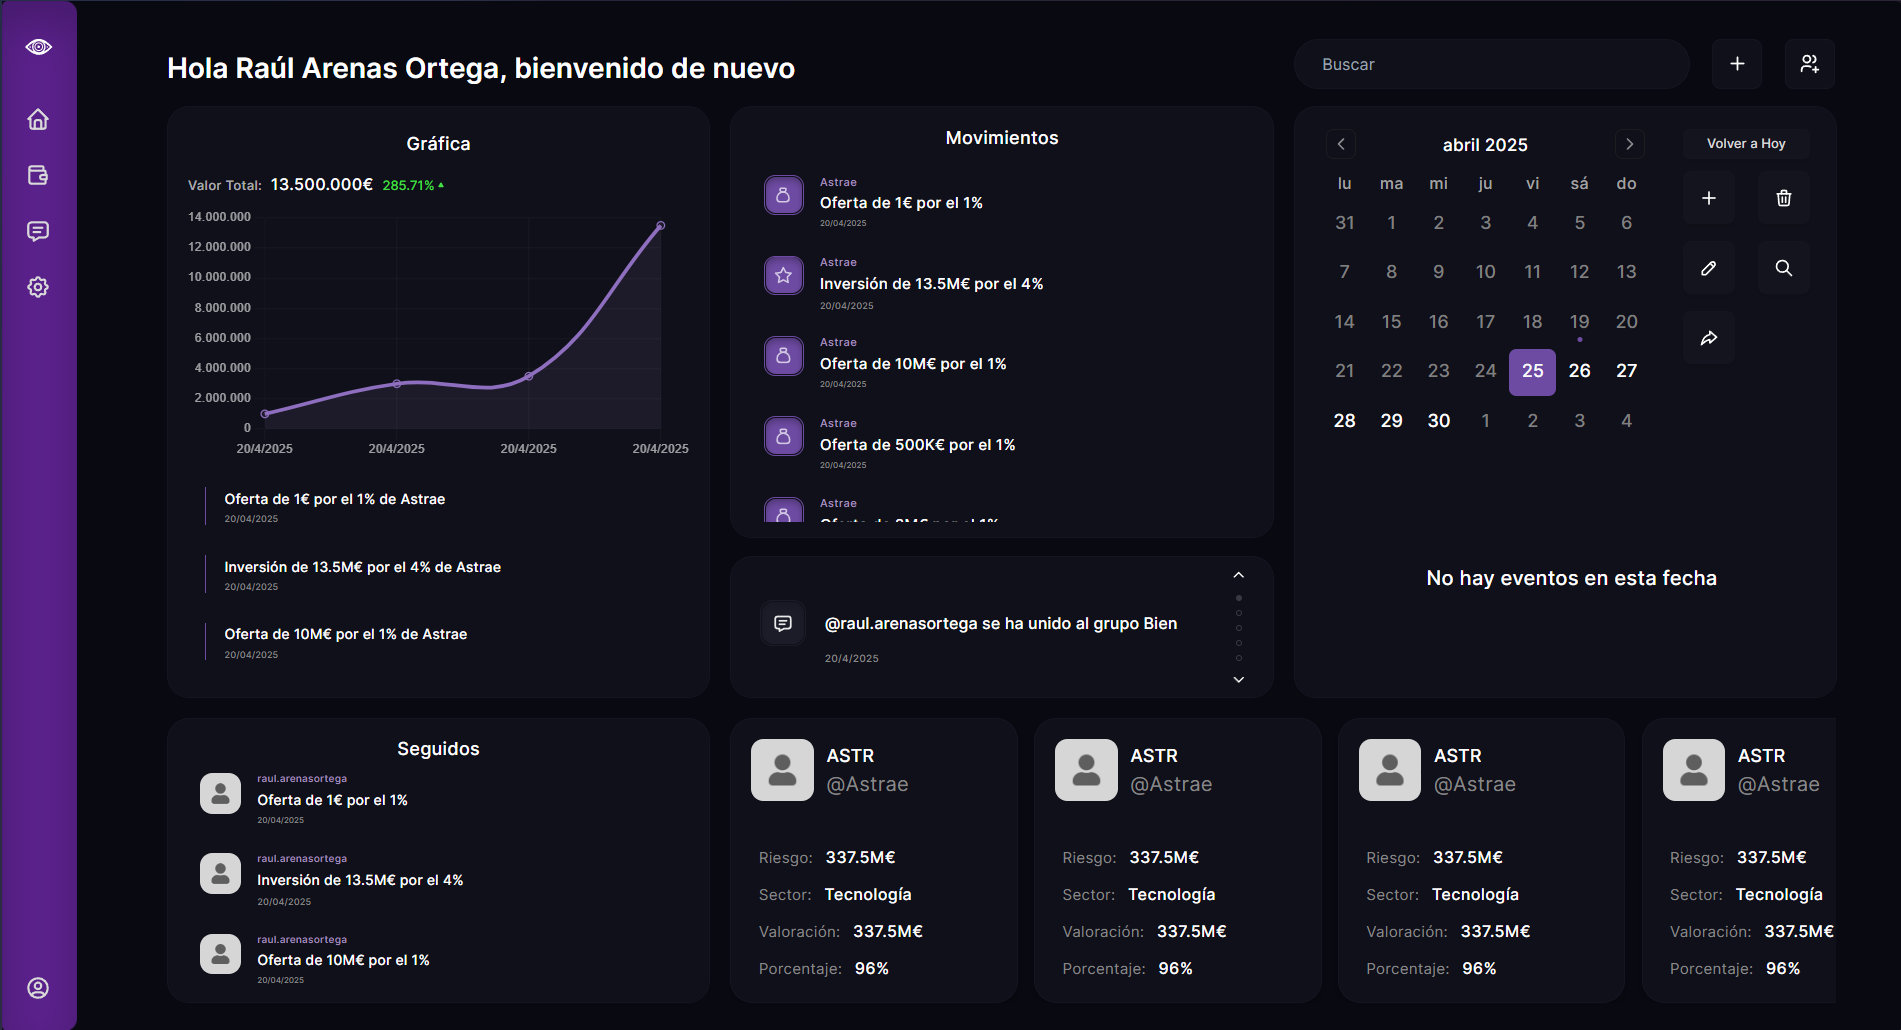 Hola Raúl Arenas Ortega, bienvenido de nuevo
Buscar
Gráfica
Valor Total: 13.500.000€ 285.71%
14.000.000
12.000.000
10.000.000
8.000.000
6.000.000
4.000.000
2.000.000
0
20/4/2025 20/4/2025 20/4/2025 20/4/2025
Oferta de 1€ por el 1% de Astrae
20/04/2025
Inversión de 13.5M€ por el 4% de Astrae
20/04/2025
Oferta de 10M€ por el 1% de Astrae
20/04/2025
Movimientos
Astrae
Oferta de 1€ por el 1%
20/04/2025
Astrae
Inversión de 13.5M€ por el 4%
20/04/2025
Astrae
Oferta de 10M€ por el 1%
20/04/2025
Astrae
Oferta de 500K€ por el 1%
20/04/2025
Astrae
Oferta de 3M€ por el 1%
@raul.arenasortega se ha unido al grupo Bien
20/4/2025
abril 2025
Volver a Hoy
lu ma mi ju vi sá do
31 1 2 3 4 5 6
7 8 9 10 11 12 13
14 15 16 17 18 19 20
21 22 23 24 25 26 27
28 29 30 1 2 3 4
No hay eventos en esta fecha
Seguidos
raul.arenasortega
Oferta de 1€ por el 1%
20/04/2025
raul.arenasortega
Inversión de 13.5M€ por el 4%
20/04/2025
raul.arenasortega
Oferta de 10M€ por el 1%
20/04/2025
ASTR
@Astrae
Riesgo: 337.5M€
Sector: Tecnología
Valoración: 337.5M€
Porcentaje: 96%
ASTR
@Astrae
Riesgo: 337.5M€
Sector: Tecnología
Valoración: 337.5M€
Porcentaje: 96%
ASTR
@Astrae
Riesgo: 337.5M€
Sector: Tecnología
Valoración: 337.5M€
Porcentaje: 96%
ASTR
@Astrae
Riesgo: 337.5M€
Sector: Tecnología
Valoración: 337.5M€
Porcentaje: 96%